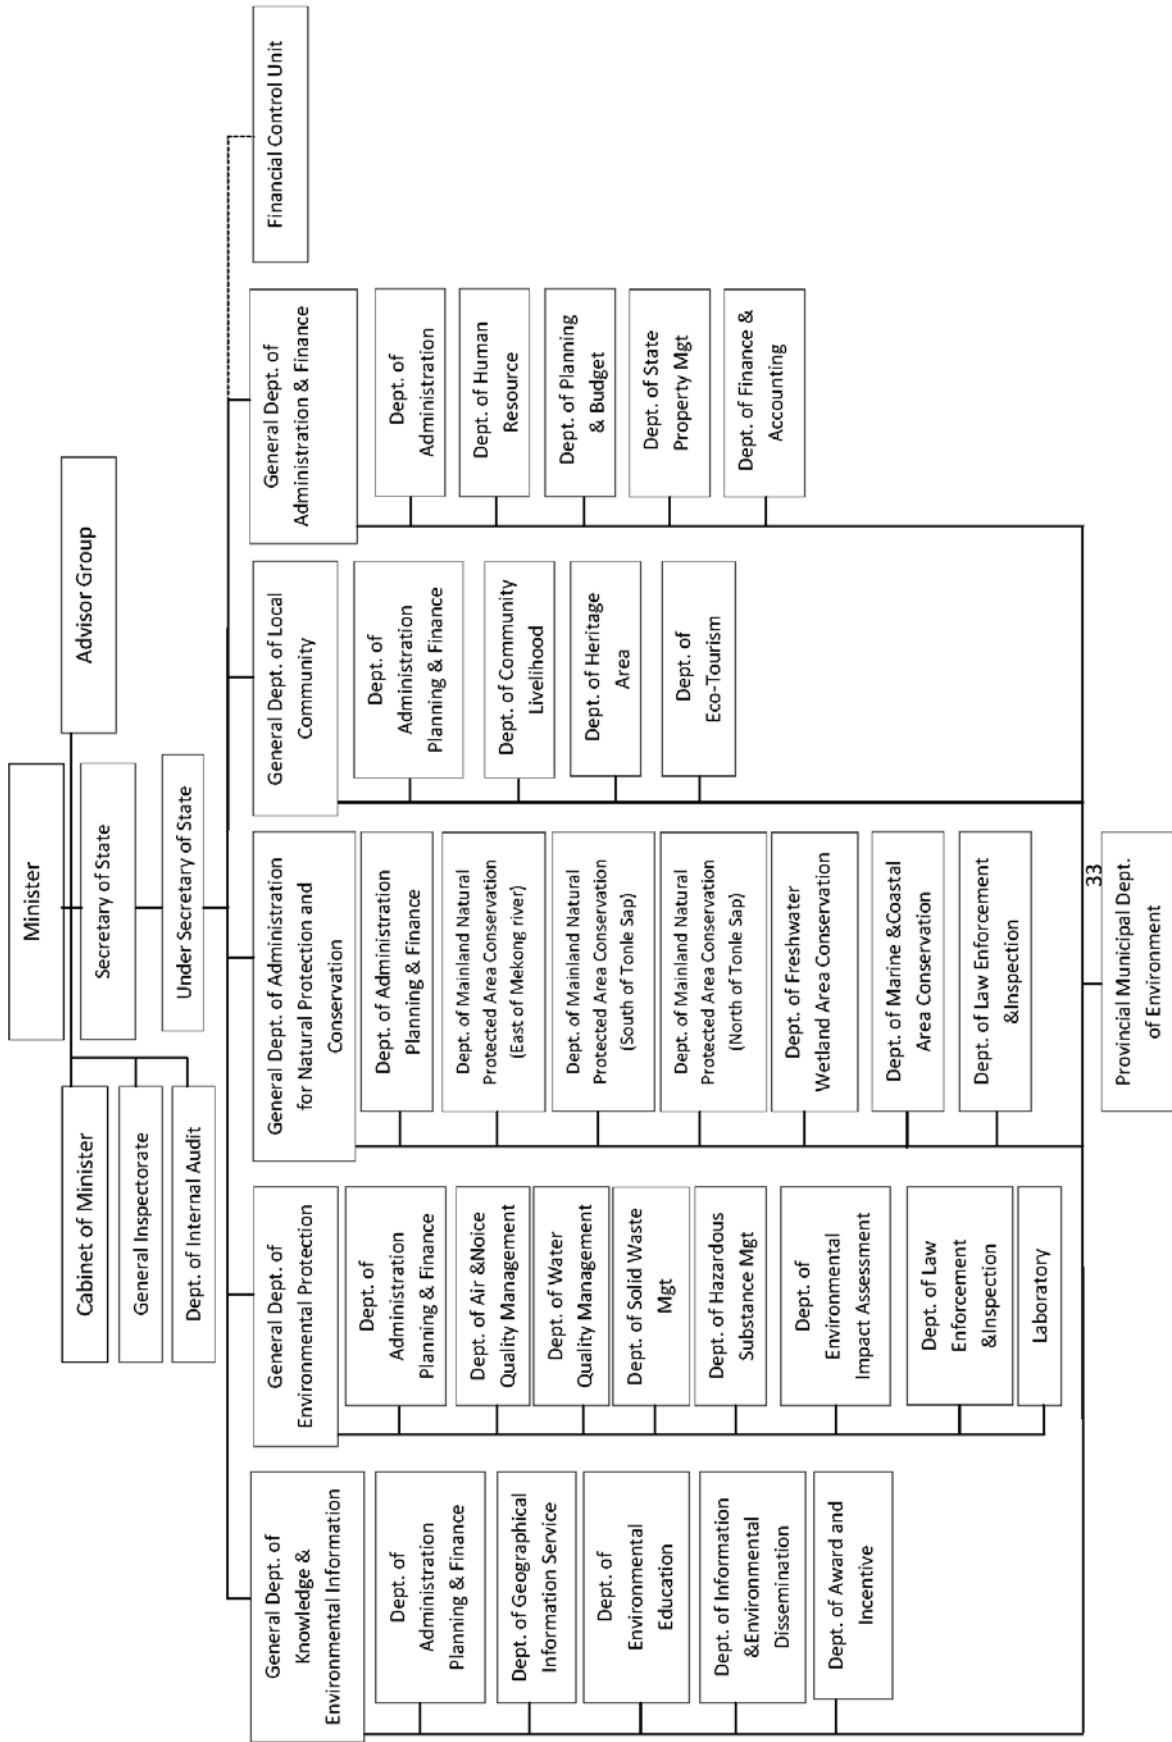 Minister
Advisor Group
Secretary of State
Under Secretary of State
Cabinet of Minister
General Inspectorate
Dept. of Internal Audit
General Dept. of
Knowledge &
Environmental Information
Dept. of
Administration
Planning & Finance
Dept. of Geographical
Information Service
Dept. of
Environmental
Education
Dept. of Information
&Environmental
Dissemination
Dept. of Award and
Incentive
General Dept. of
Environmental Protection
Dept. of
Administration
Planning & Finance
Dept. of Air &Noice
Quality Management
Dept. of Water
Quality Management
Dept. of Solid Waste
Mgt
Dept. of Hazardous
Substance Mgt
Dept. of
Environmental
Impact Assessment
Dept. of Law
Enforcement
&Inspection
Laboratory
General Dept. of Administration
for Natural Protection and
Conservation
Dept. of Administration
Planning & Finance
Dept. of Mainland Natural
Protected Area Conservation
(East of Mekong river)
Dept. of Mainland Natural
Protected Area Conservation
(South of Tonle Sap)
Dept. of Mainland Natural
Protected Area Conservation
(North of Tonle Sap)
Dept. of Freshwater
Wetland Area Conservation
Dept. of Marine &Coastal
Area Conservation
Dept. of Law Enforcement
&Inspection
General Dept. of Local
Community
Dept. of
Administration
Planning & Finance
Dept. of Community
Livelihood
Dept. of Heritage
Area
Dept. of
Eco-Tourism
General Dept. of
Administration & Finance
Dept. of
Administration
Dept. of Human
Resource
Dept. of Planning
& Budget
Dept. of State
Property Mgt
Dept. of Finance &
Accounting
Financial Control Unit
33
Provincial Municipal Dept.
of Environment